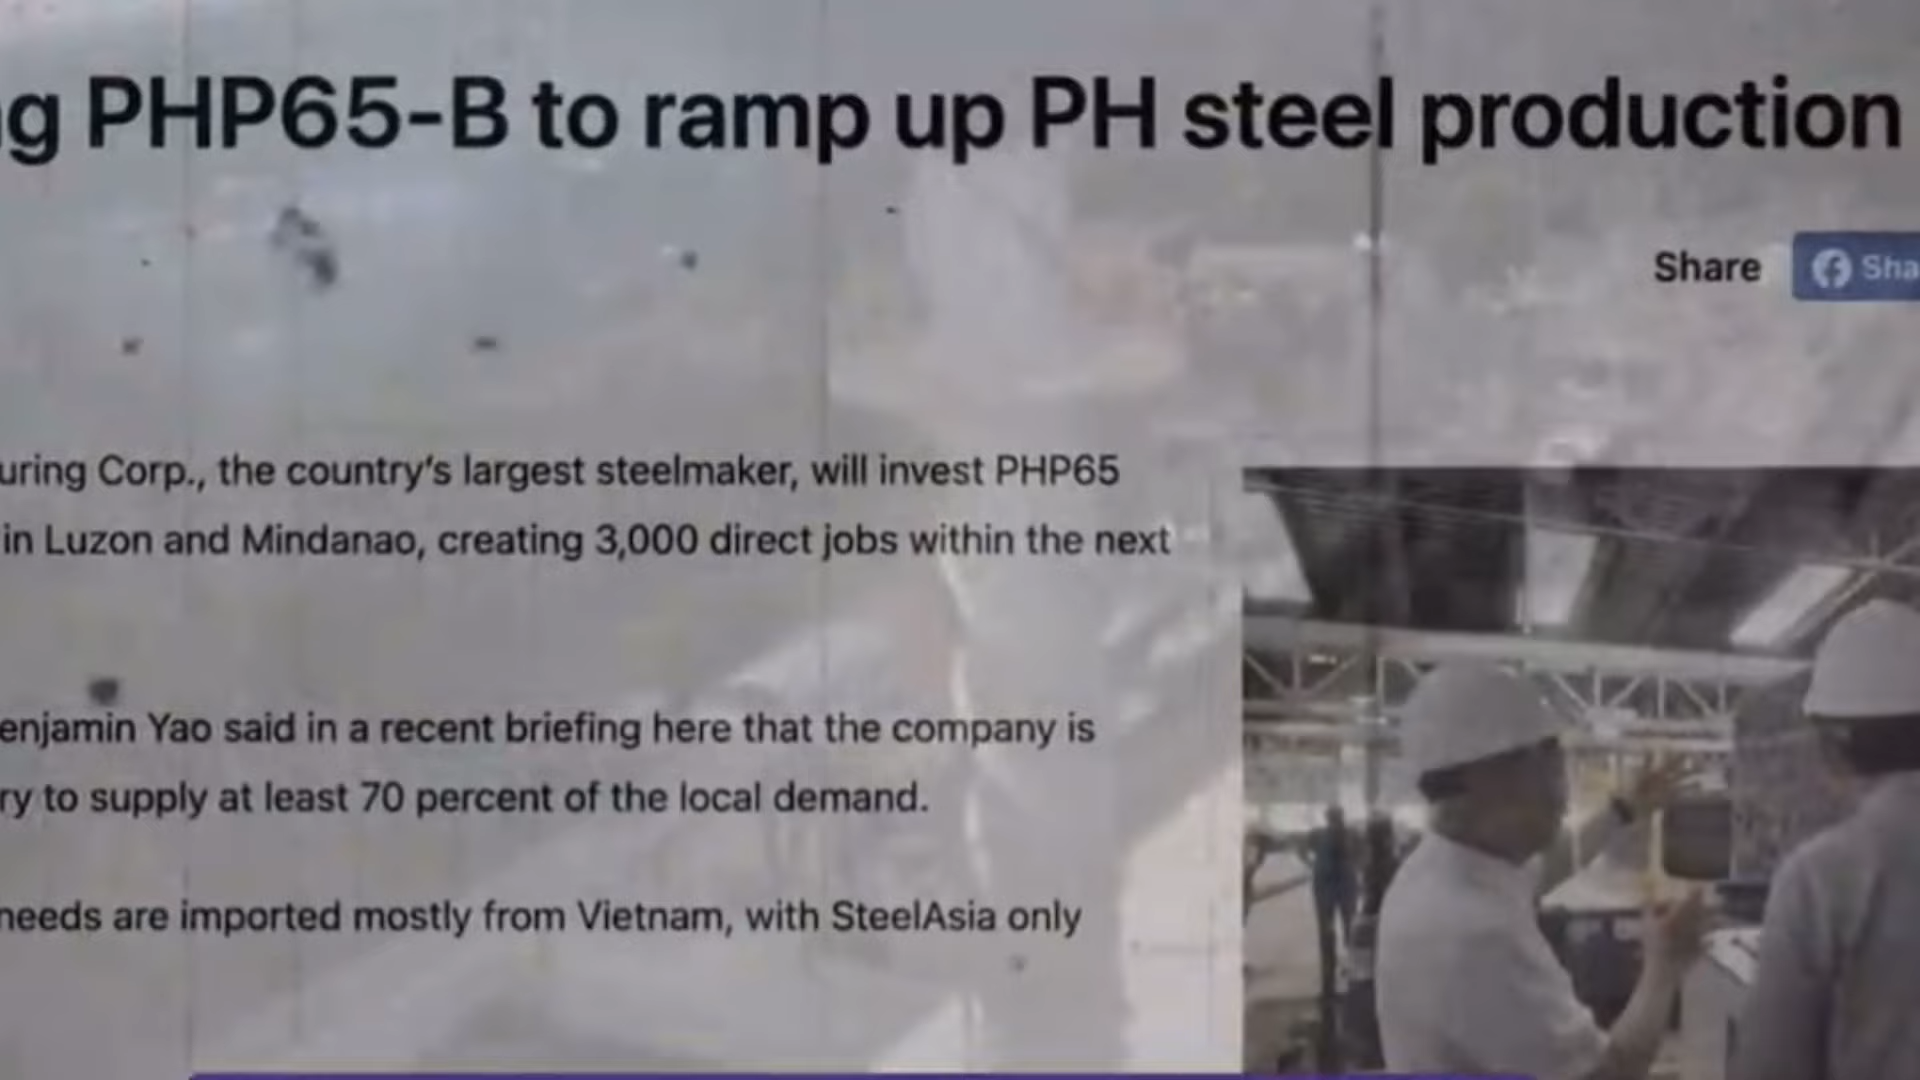 ng PHP65-B to ramp up PH steel production
Share
Sha
uring Corp., the country's largest steelmaker, will invest PHP65
in Luzon and Mindanao, creating 3,000 direct jobs within the next
enjamin Yao said in a recent briefing here that the company is
ry to supply at least 70 percent of the local demand.
needs are imported mostly from Vietnam, with SteelAsia only